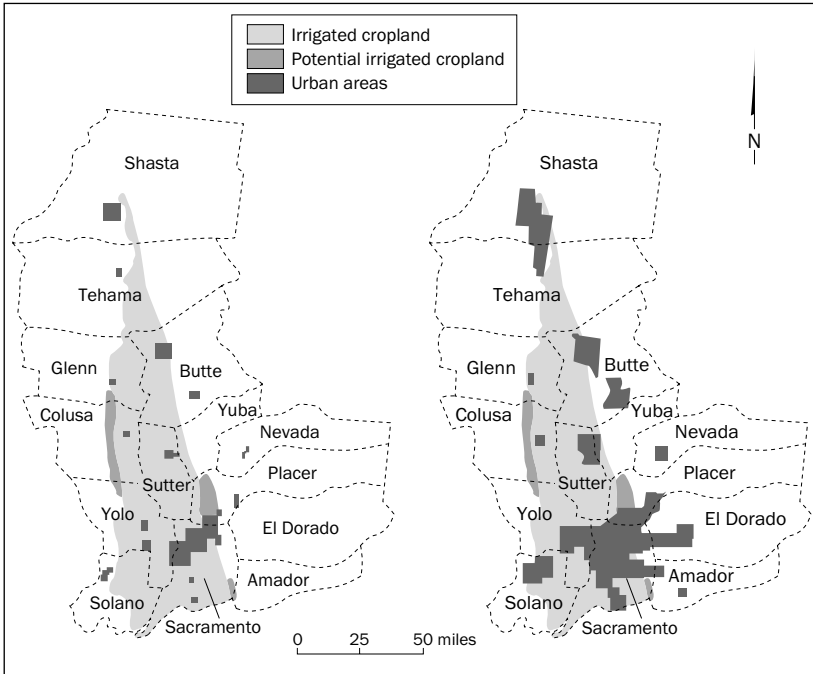 Irrigated cropland
Potential irrigated cropland
Urban areas
N
Shasta
Tehama
Glenn
Butte
Colusa
Yuba
Nevada
Placer
Sutter
Yolo
El Dorado
Amador
Solano
Sacramento
Shasta
Tehama
Glenn
Butte
Colusa
Yuba
Nevada
Placer
Sutter
Yolo
El Dorado
Amador
Solano
Sacramento
0 25 50 miles